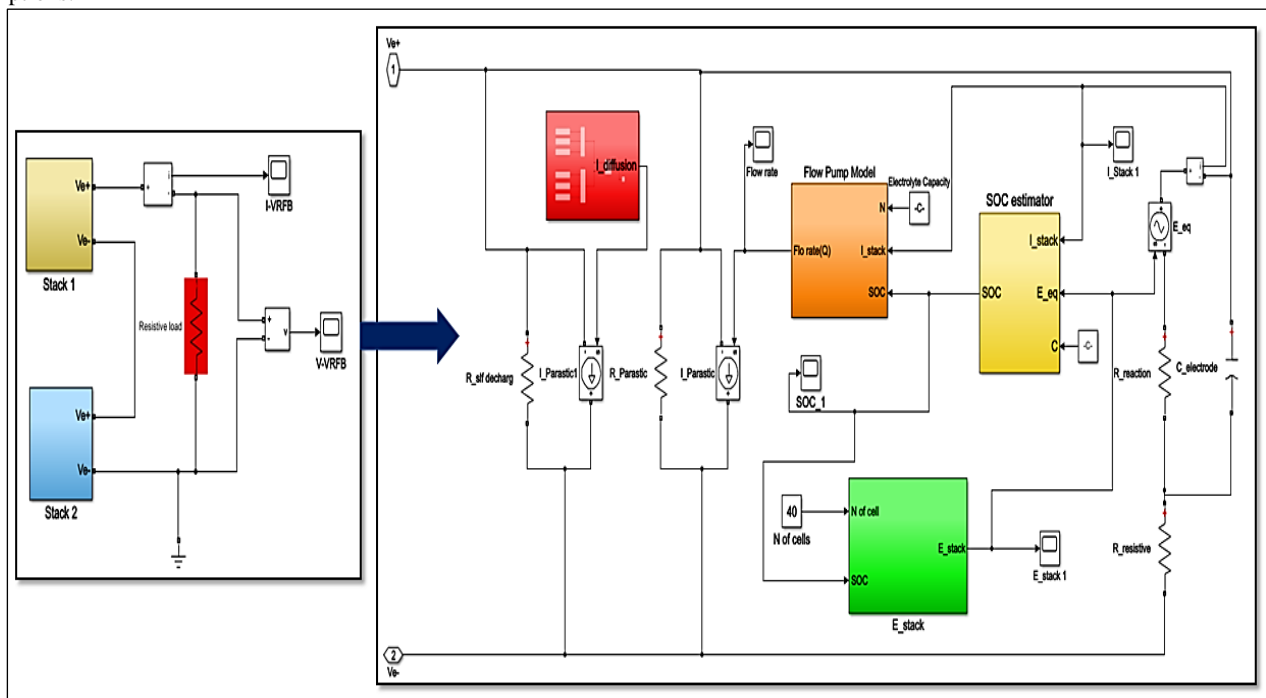 Ve+
1
Ve+
Ve-
Stack 1
i
+
-
I-VRFB
Resistive load
+
-
v
V-VRFB
Ve+
Ve-
Stack 2
I_diffusion
Flow rate
Flow Pump Model
Electrolyte Capacity
N
-C-
I_stack
Flo rate(Q)
SOC
I_Stack 1
SOC estimator
I_stack
SOC
E_eq
C
-C-
E_eq
R_slf decharg
I_Parastic1
R_Parastic
I_Parastic
SOC_1
R_reaction
C_electrode
40
N of cells
N of cell
E_stack
SOC
E_stack
E_stack 1
R_resistive
2
Ve-